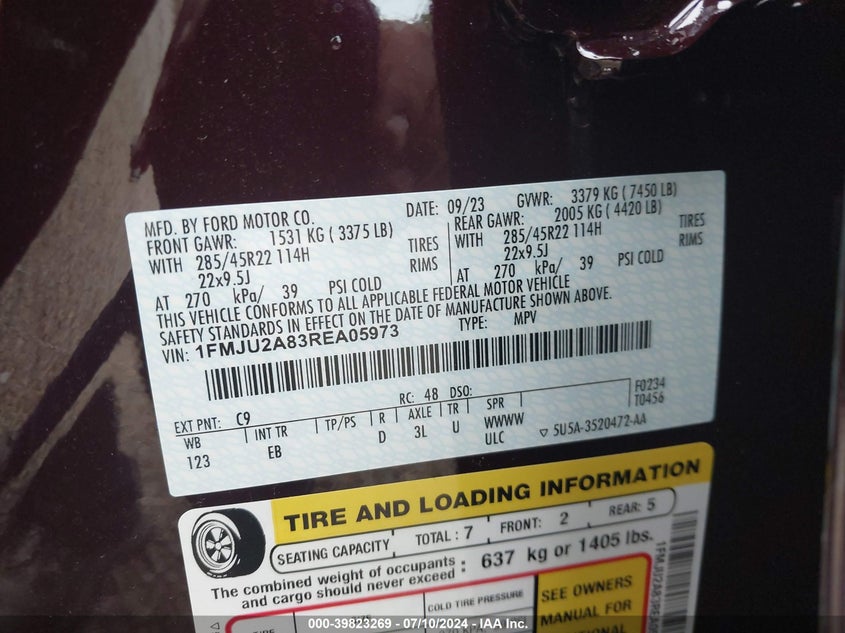 MFD. BY FORD MOTOR CO.
DATE: 09/23 GVWR: 3379 KG ( 7450 LB)
FRONT GAWR: 1531 KG ( 3375 LB) REAR GAWR: 2005 KG ( 4420 LB)
WITH 285/45R22 114H TIRES WITH 285/45R22 114H TIRES
22x9.5J RIMS 22x9.5J RIMS
AT 270 kPa/ 39 PSI COLD AT 270 kPa/ 39 PSI COLD
THIS VEHICLE CONFORMS TO ALL APPLICABLE FEDERAL MOTOR VEHICLE
SAFETY STANDARDS IN EFFECT ON THE DATE OF MANUFACTURE SHOWN ABOVE.
VIN: 1FMJU2A83REA05973 TYPE: MPV
EXT PNT: C9 RC: 48 DSO: F0234
T0456
WB INT TR TP/PS R AXLE TR SPR
123 EB D 3L U WWWW
ULC
5U5A-3520472-AA
TIRE AND LOADING INFORMATION
SEATING CAPACITY TOTAL : 7 FRONT: 2 REAR: 5
The combined weight of occupants : 637 kg or 1405 lbs.
and cargo should never exceed
COLD TIRE PRESSURE
SEE OWNERS
MANUAL FOR
000-39823269 - 07/10/2024 - IAA Inc.